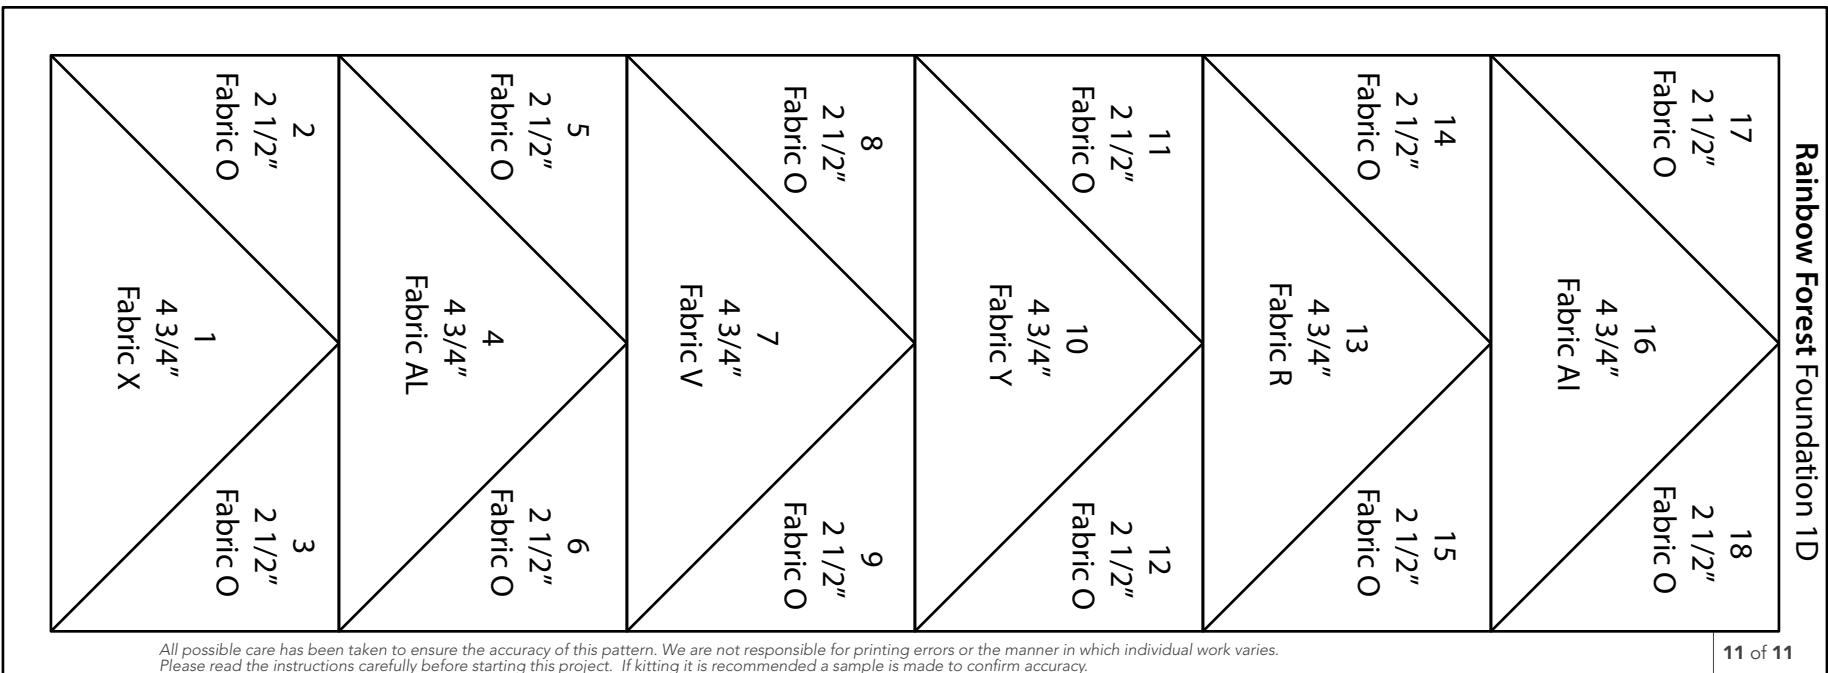 Rainbow Forest Foundation 1D
17
2 1/2"
Fabric O
16
4 3/4"
Fabric AI
18
2 1/2"
Fabric O
14
2 1/2"
Fabric O
13
4 3/4"
Fabric R
15
2 1/2"
Fabric O
11
2 1/2"
Fabric O
10
4 3/4"
Fabric Y
12
2 1/2"
Fabric O
8
2 1/2"
Fabric O
7
4 3/4"
Fabric V
9
2 1/2"
Fabric O
5
2 1/2"
Fabric O
4
4 3/4"
Fabric AL
6
2 1/2"
Fabric O
2
2 1/2"
Fabric O
1
4 3/4"
Fabric X
3
2 1/2"
Fabric O
All possible care has been taken to ensure the accuracy of this pattern. We are not responsible for printing errors or the manner in which individual work varies.
Please read the instructions carefully before starting this project.  If kitting it is recommended a sample is made to confirm accuracy.
11 of 11